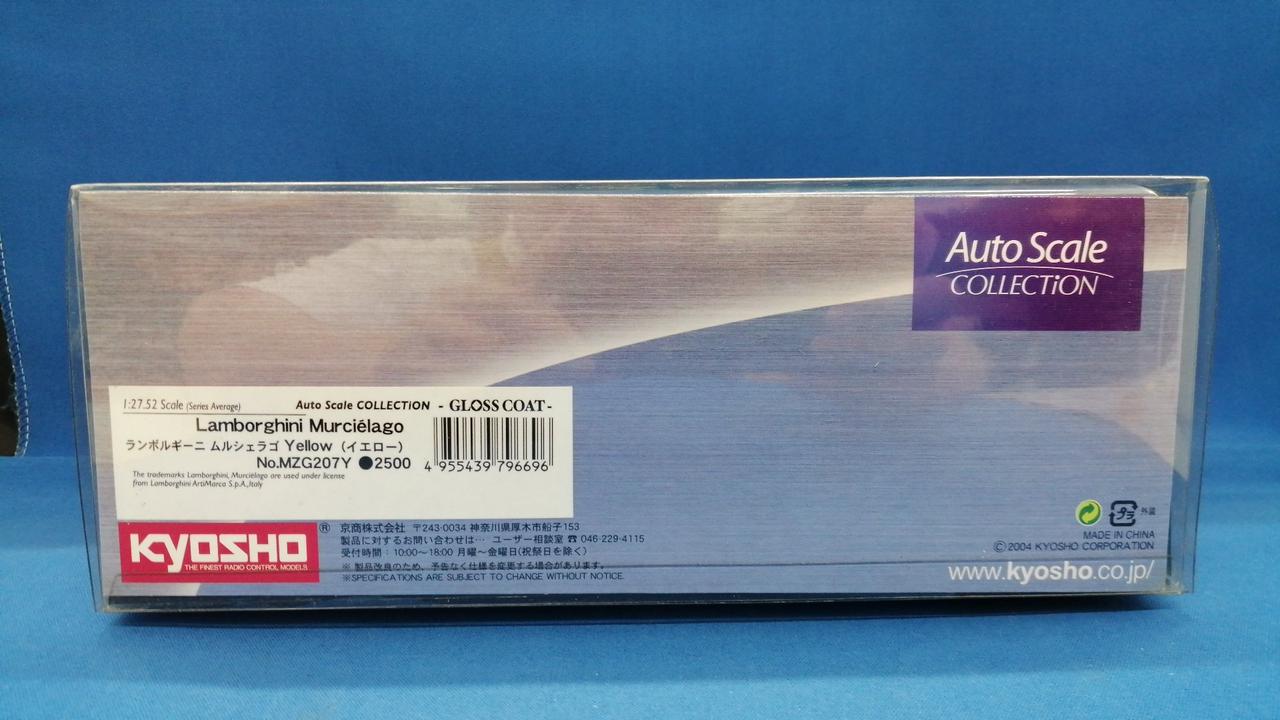 Auto Scale
COLLECTiON
1:27.52 Scale (Series Average)
Auto Scale COLLECTION - GLOSS COAT -
Lamborghini Murciélago
ランボルギーニ ムルシェラゴ Yellow (イエロー)
No.MZG207Y ●2500
4 955439 796696
The trademarks Lamborghini, Murciélago are used under license
from Lamborghini ArtiMarca S.p.A.,Italy
KYOSHO ®
THE FINEST RADIO CONTROL MODELS
京商株式会社 〒243-0034 神奈川県厚木市船子153
製品に対するお問い合わせは… ユーザー相談室 ☎ 046-229-4115
受付時間:10:00〜18:00 月曜〜金曜日(祝祭日を除く)
※ 製品改良のため、予告なく仕様を変更する場合があります。
※SPECIFICATIONS ARE SUBJECT TO CHANGE WITHOUT NOTICE.
プラ 外装
MADE IN CHINA
©2004 KYOSHO CORPORATION
www.kyosho.co.jp/